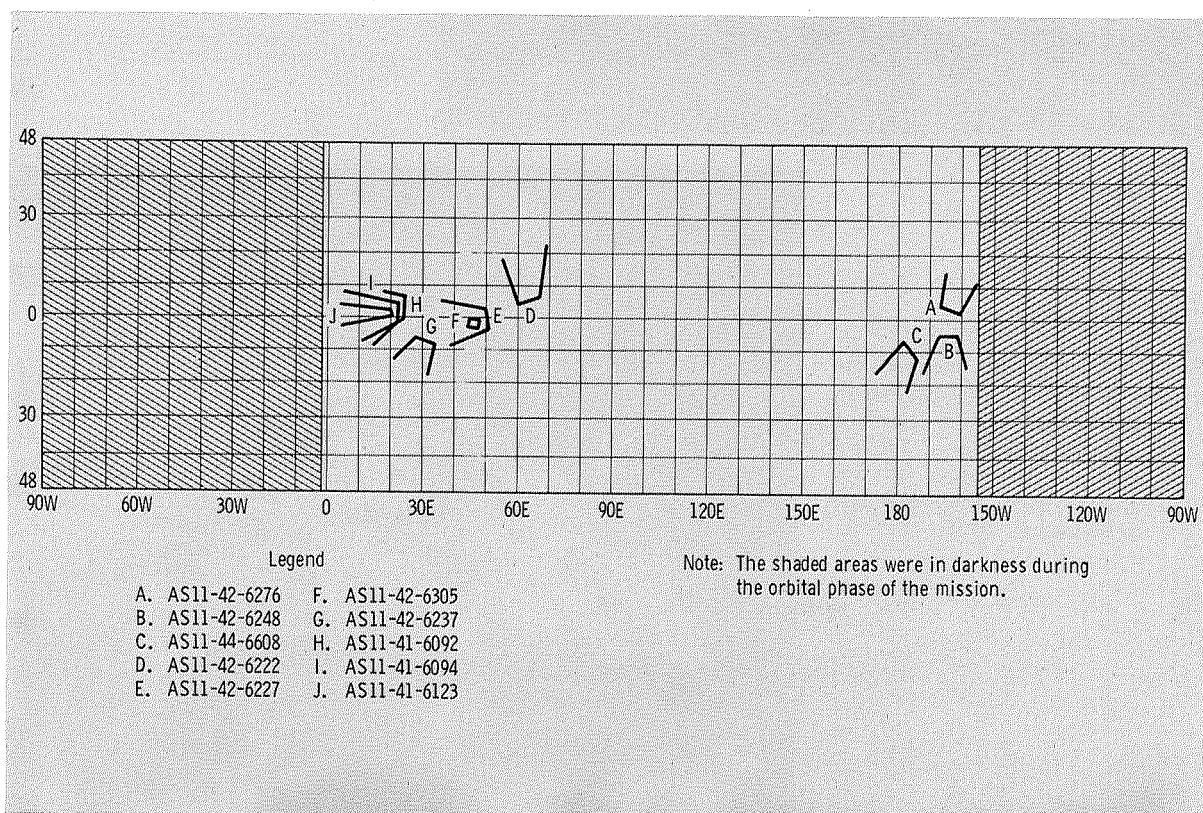 48
30
0
30
48
I
J
H
G
F
E
D
A
C
B
90W 60W 30W 0 30E 60E 90E 120E 150E 180 150W 120W 90W
Legend
A. AS11-42-6276 F. AS11-42-6305
B. AS11-42-6248 G. AS11-42-6237
C. AS11-44-6608 H. AS11-41-6092
D. AS11-42-6222 I. AS11-41-6094
E. AS11-42-6227 J. AS11-41-6123
Note: The shaded areas were in darkness during
the orbital phase of the mission.